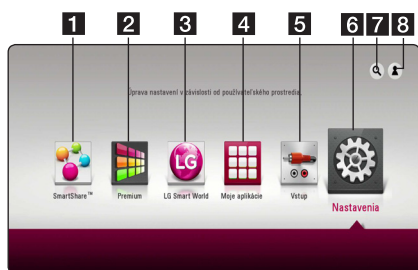 1 2 3 4 5 6 7 8
Úprava nastavení v závislosti od používateľského prostredia.
LG
SmartShare™ Premium LG Smart World Moje aplikácie Vstup Nastavenia